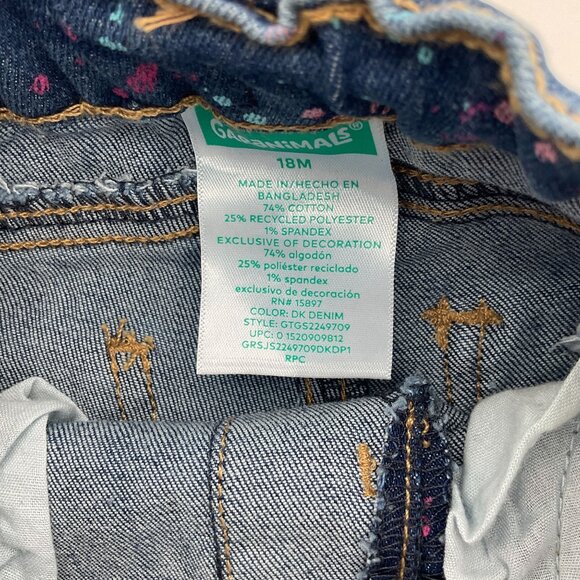 GARANIMALS®
18M
MADE IN/HECHO EN
BANGLADESH
74% COTTON
25% RECYCLED POLYESTER
1% SPANDEX
EXCLUSIVE OF DECORATION
74% algodón
25% poliéster reciclado
1% spandex
exclusivo de decoración
RN# 15897
COLOR: DK DENIM
STYLE: GTGS2249709
UPC: 0 1520909812
GRSJS2249709DKDP1
RPC